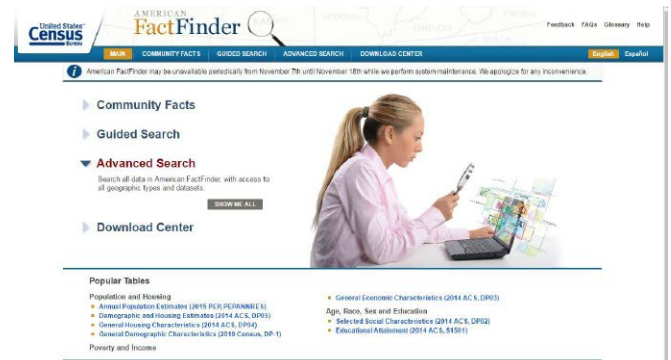 United States
Census
Bureau
AMERICAN
FactFinder
Feedback FAQs Glossary Help
MAIN COMMUNITY FACTS GUIDED SEARCH ADVANCED SEARCH DOWNLOAD CENTER English Español
American FactFinder may be unavailable periodically from November 7th until November 18th while we perform system maintenance. We apologize for any inconvenience.
Community Facts
Guided Search
Advanced Search
Search all data in American FactFinder, with access to
all geographic types and datasets.
SHOW ME ALL
Download Center
Popular Tables
Population and Housing
Annual Population Estimates (2015 PEP, PEPANNRES)
Demographic and Housing Estimates (2014 ACS, DP05)
General Housing Characteristics (2014 ACS, DP04)
General Demographic Characteristics (2010 Census, DP-1)
Poverty and Income
General Economic Characteristics (2014 ACS, DP03)
Age, Race, Sex and Education
Selected Social Characteristics (2014 ACS, DP02)
Educational Attainment (2014 ACS, S1501)